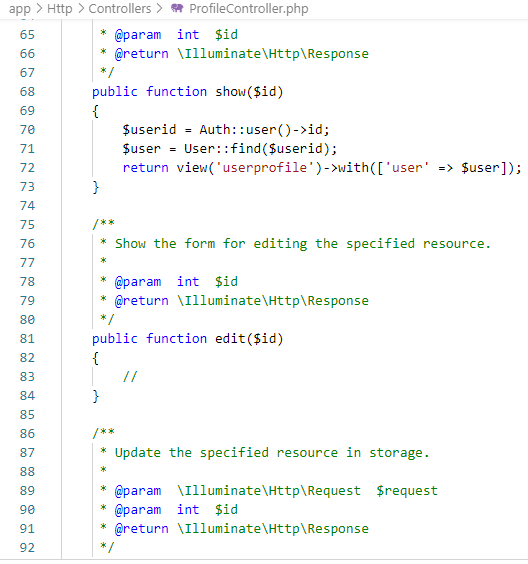 app > Http > Controllers > ProfileController.php
65 * @param  int  $id
66 * @return \Illuminate\Http\Response
67 */
68 public function show($id)
69 {
70 $userid = Auth::user()->id;
71 $user = User::find($userid);
72 return view('userprofile')->with(['user' => $user]);
73 }
74
75 /**
76 * Show the form for editing the specified resource.
77 *
78 * @param  int  $id
79 * @return \Illuminate\Http\Response
80 */
81 public function edit($id)
82 {
83 //
84 }
85
86 /**
87 * Update the specified resource in storage.
88 *
89 * @param  \Illuminate\Http\Request  $request
90 * @param  int  $id
91 * @return \Illuminate\Http\Response
92 */